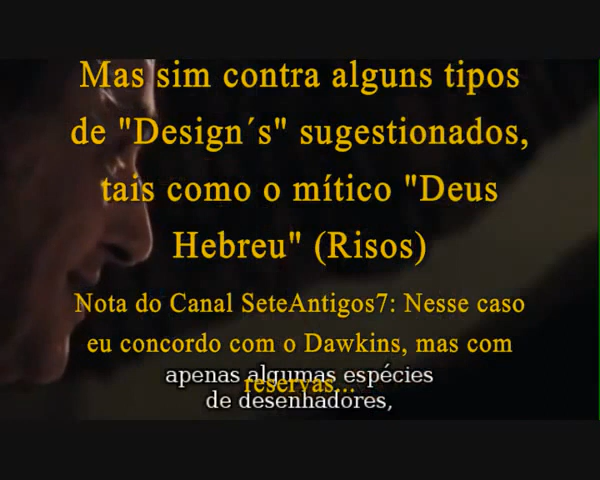 Mas sim contra alguns tipos
de "Design´s" sugestionados,
tais como o mítico "Deus
Hebreu" (Risos)
Nota do Canal SeteAntigos7: Nesse caso
eu concordo com o Dawkins, mas com
reservas...
apenas algumas espécies
de desenhadores,